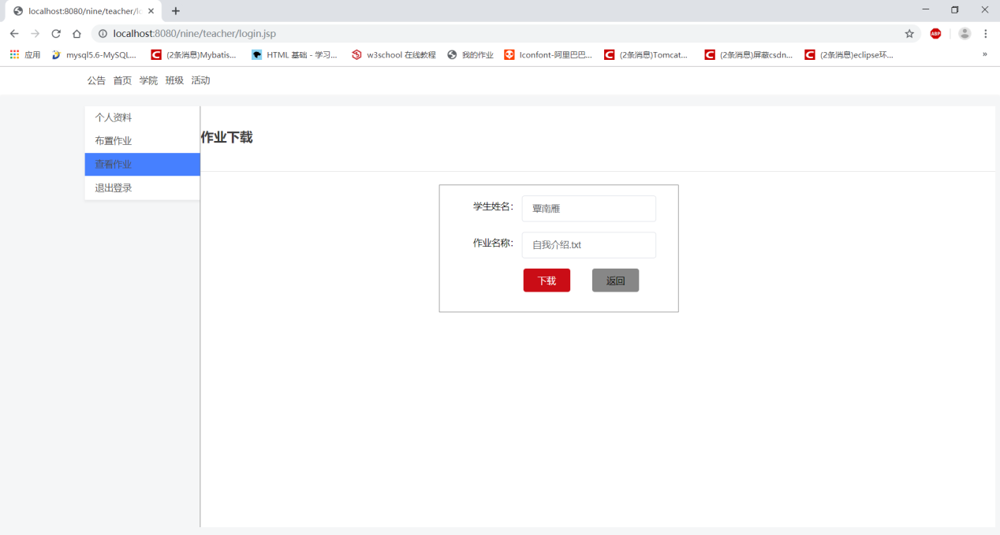 localhost:8080/nine/teacher/lo
localhost:8080/nine/teacher/login.jsp
ABP
应用 mysql5.6-MySQL... (2条消息)Mybatis... HTML 基础 - 学习... w3school 在线教程 我的作业 Iconfont-阿里巴巴... (2条消息)Tomcat... (2条消息)屏蔽csdn... (2条消息)eclipse环... »
公告 首页 学院 班级 活动
个人资料
布置作业
查看作业
退出登录
作业下载
学生姓名： 覃南雁
作业名称： 自我介绍.txt
下载 返回